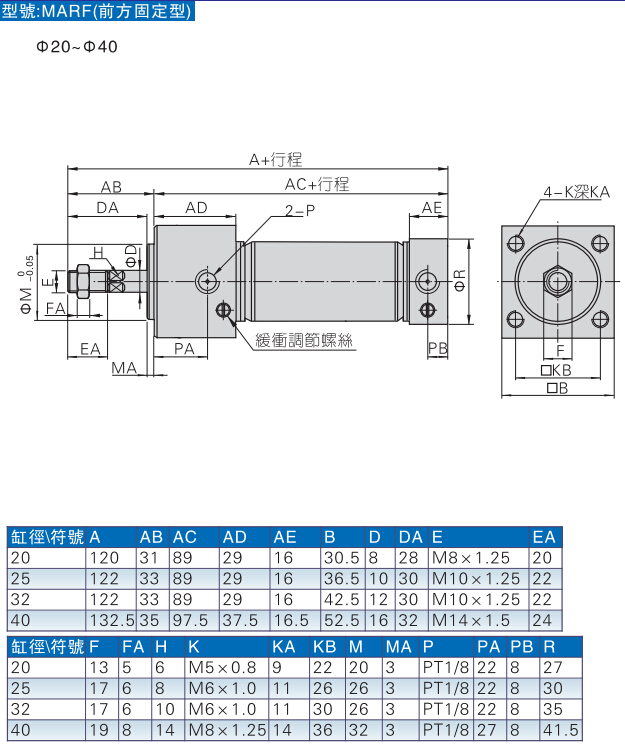 型號:MARF(前方固定型)
Φ20~Φ40
A+行程
AB
AC+行程
DA
AD
2-P
AE
4-K深KA
H
ΦD
E
ΦM 0 -0.05
ΦR
FA
EA
PA
緩衝調節螺絲
PB
MA
F
□KB
□B
缸徑\符號 A AB AC AD AE B D DA E EA
20 120 31 89 29 16 30.5 8 28 M8×1.25 20
25 122 33 89 29 16 36.5 10 30 M10×1.25 22
32 122 33 89 29 16 42.5 12 30 M10×1.25 22
40 132.5 35 97.5 37.5 16.5 52.5 16 32 M14×1.5 24
缸徑\符號 F FA H K KA KB M MA P PA PB R
20 13 5 6 M5×0.8 9 22 20 3 PT1/8 22 8 27
25 17 6 8 M6×1.0 11 26 26 3 PT1/8 22 8 30
32 17 6 10 M6×1.0 11 30 26 3 PT1/8 22 8 35
40 19 8 14 M8×1.25 14 36 32 3 PT1/8 27 8 41.5